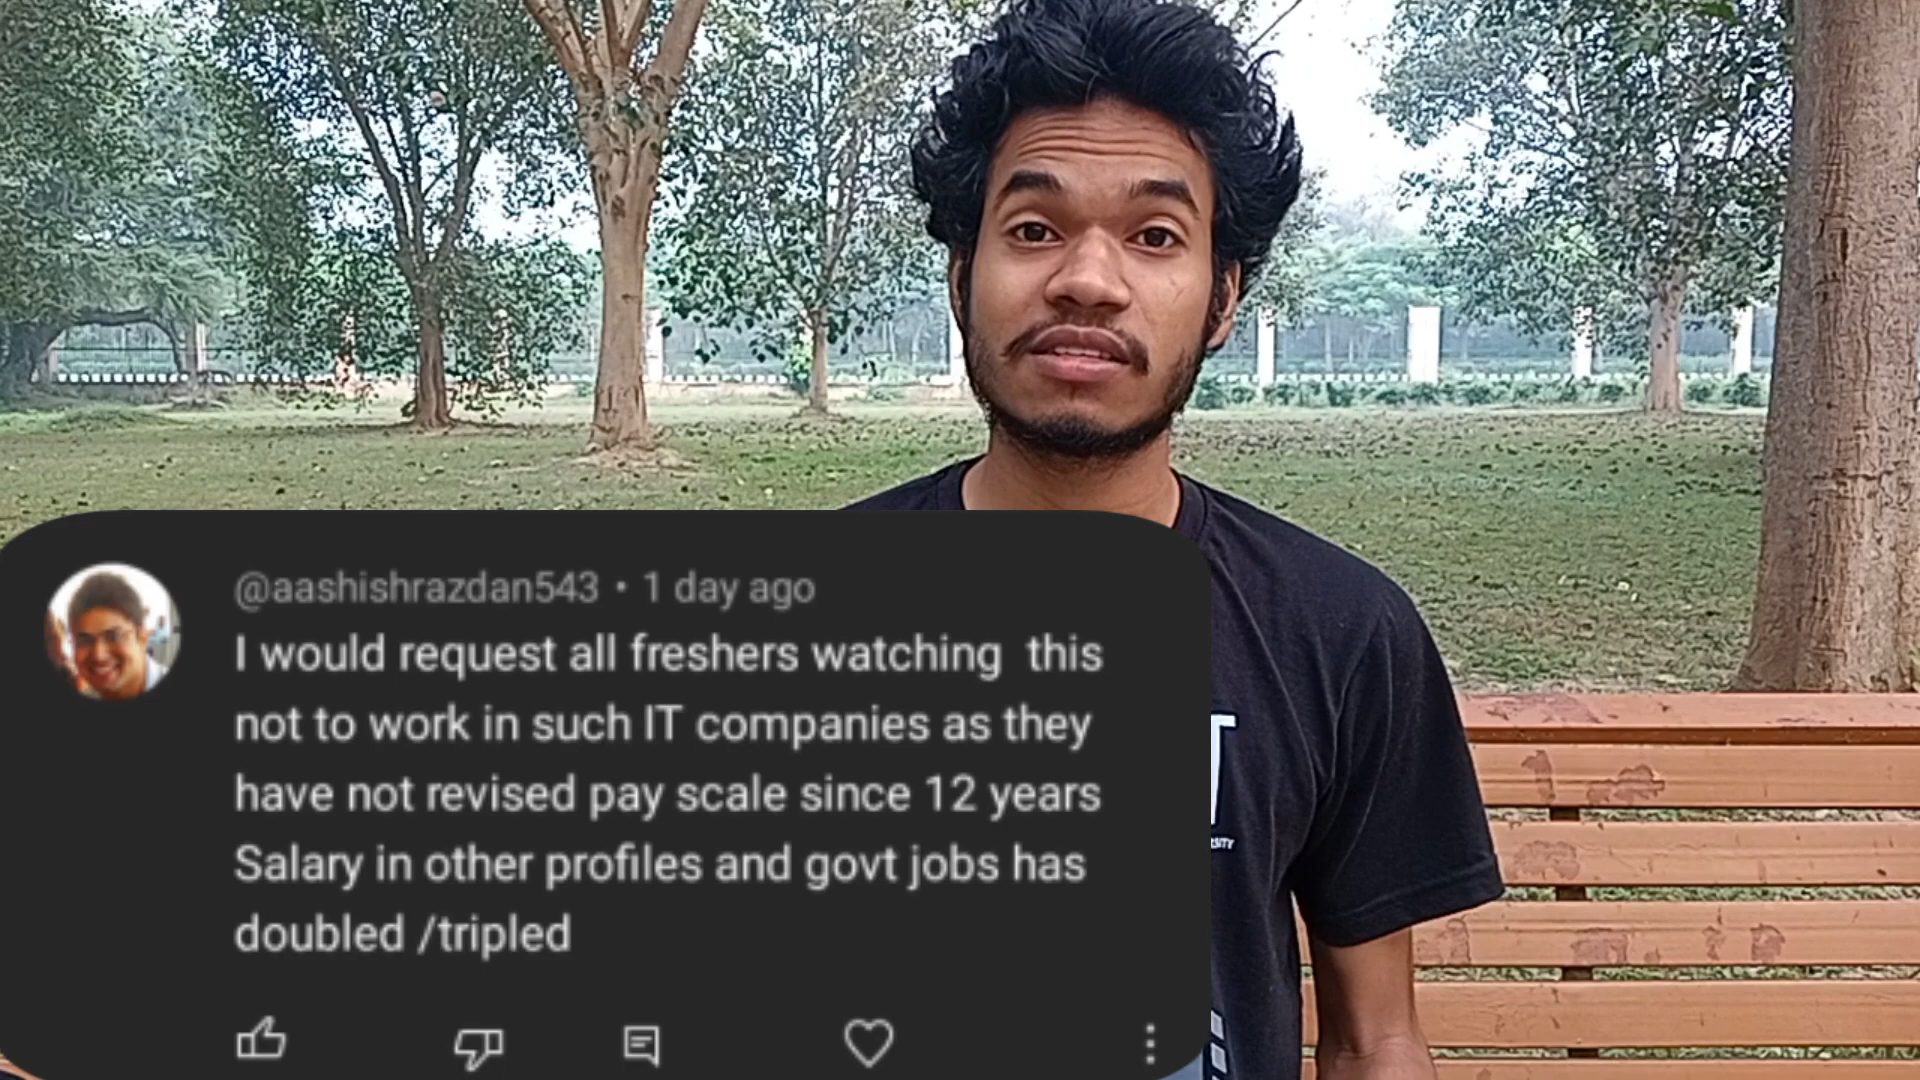 @aashishrazdan543 • 1 day ago
I would request all freshers watching this
not to work in such IT companies as they
have not revised pay scale since 12 years
Salary in other profiles and govt jobs has
doubled /tripled